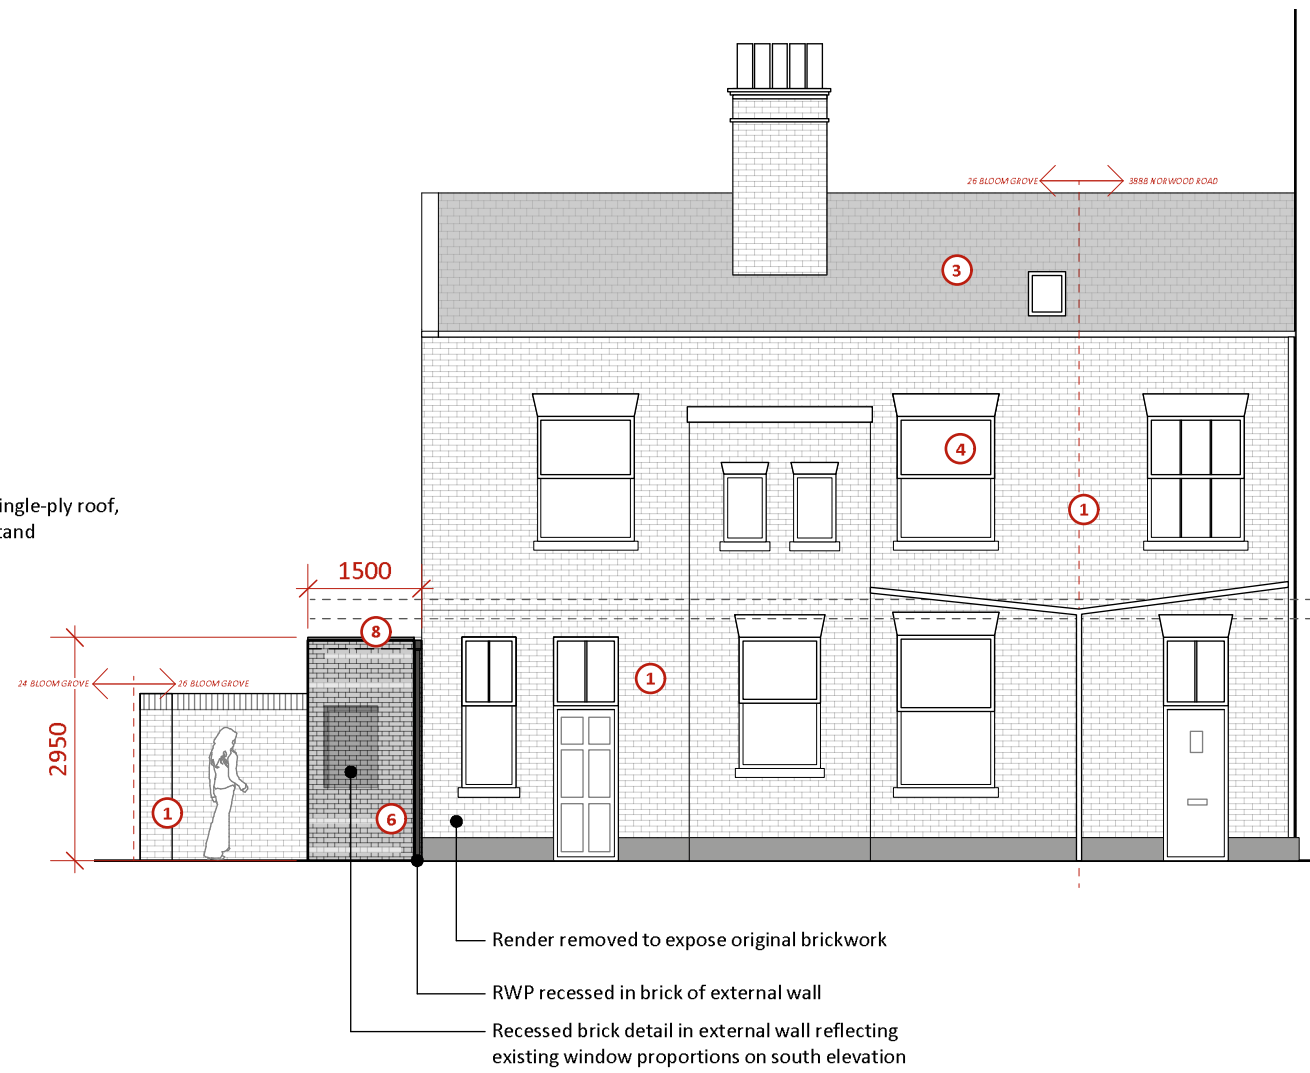 26 BLOOM GROVE
388B NORWOOD ROAD
3
4
1
ingle-ply roof,
tand
1500
8
24 BLOOM GROVE
26 BLOOM GROVE
1
2950
1
6
Render removed to expose original brickwork
RWP recessed in brick of external wall
Recessed brick detail in external wall reflecting
existing window proportions on south elevation